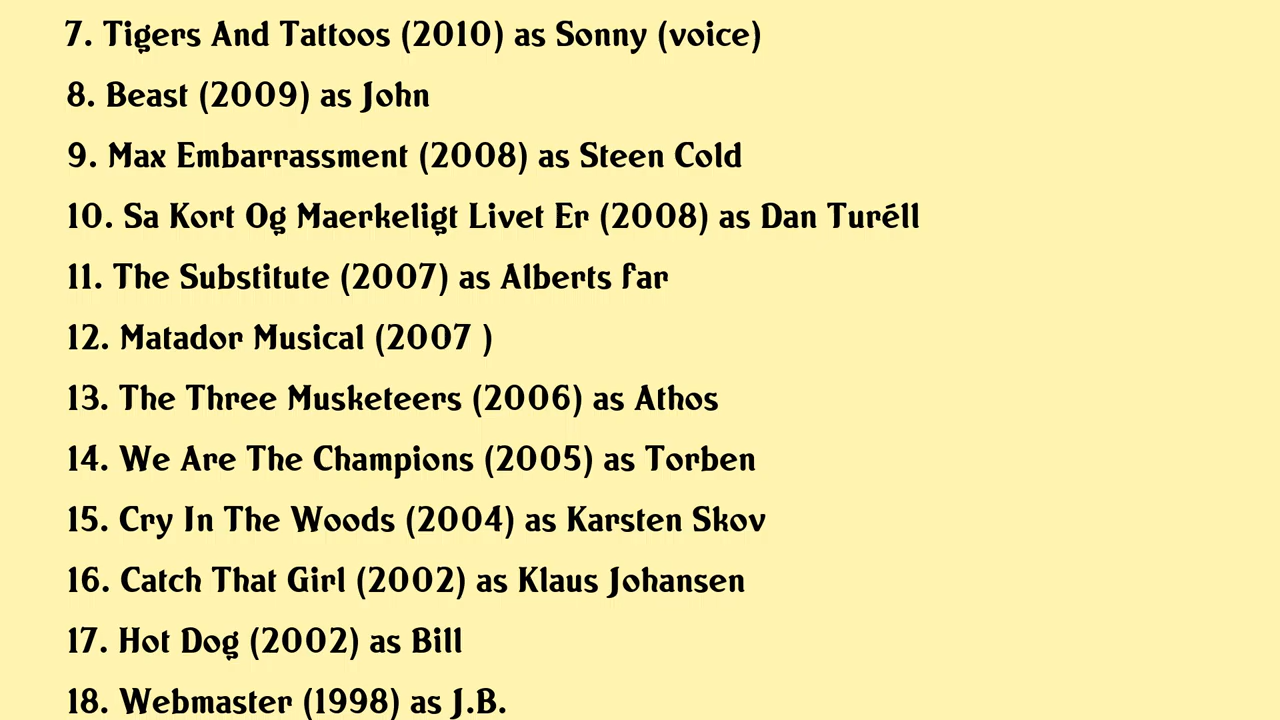 7. Tigers And Tattoos (2010) as Sonny (voice)
8. Beast (2009) as John
9. Max Embarrassment (2008) as Steen Cold
10. Sa Kort Og Maerkeligt Livet Er (2008) as Dan Turéll
11. The Substitute (2007) as Alberts far
12. Matador Musical (2007 )
13. The Three Musketeers (2006) as Athos
14. We Are The Champions (2005) as Torben
15. Cry In The Woods (2004) as Karsten Skov
16. Catch That Girl (2002) as Klaus Johansen
17. Hot Dog (2002) as Bill
18. Webmaster (1998) as J.B.